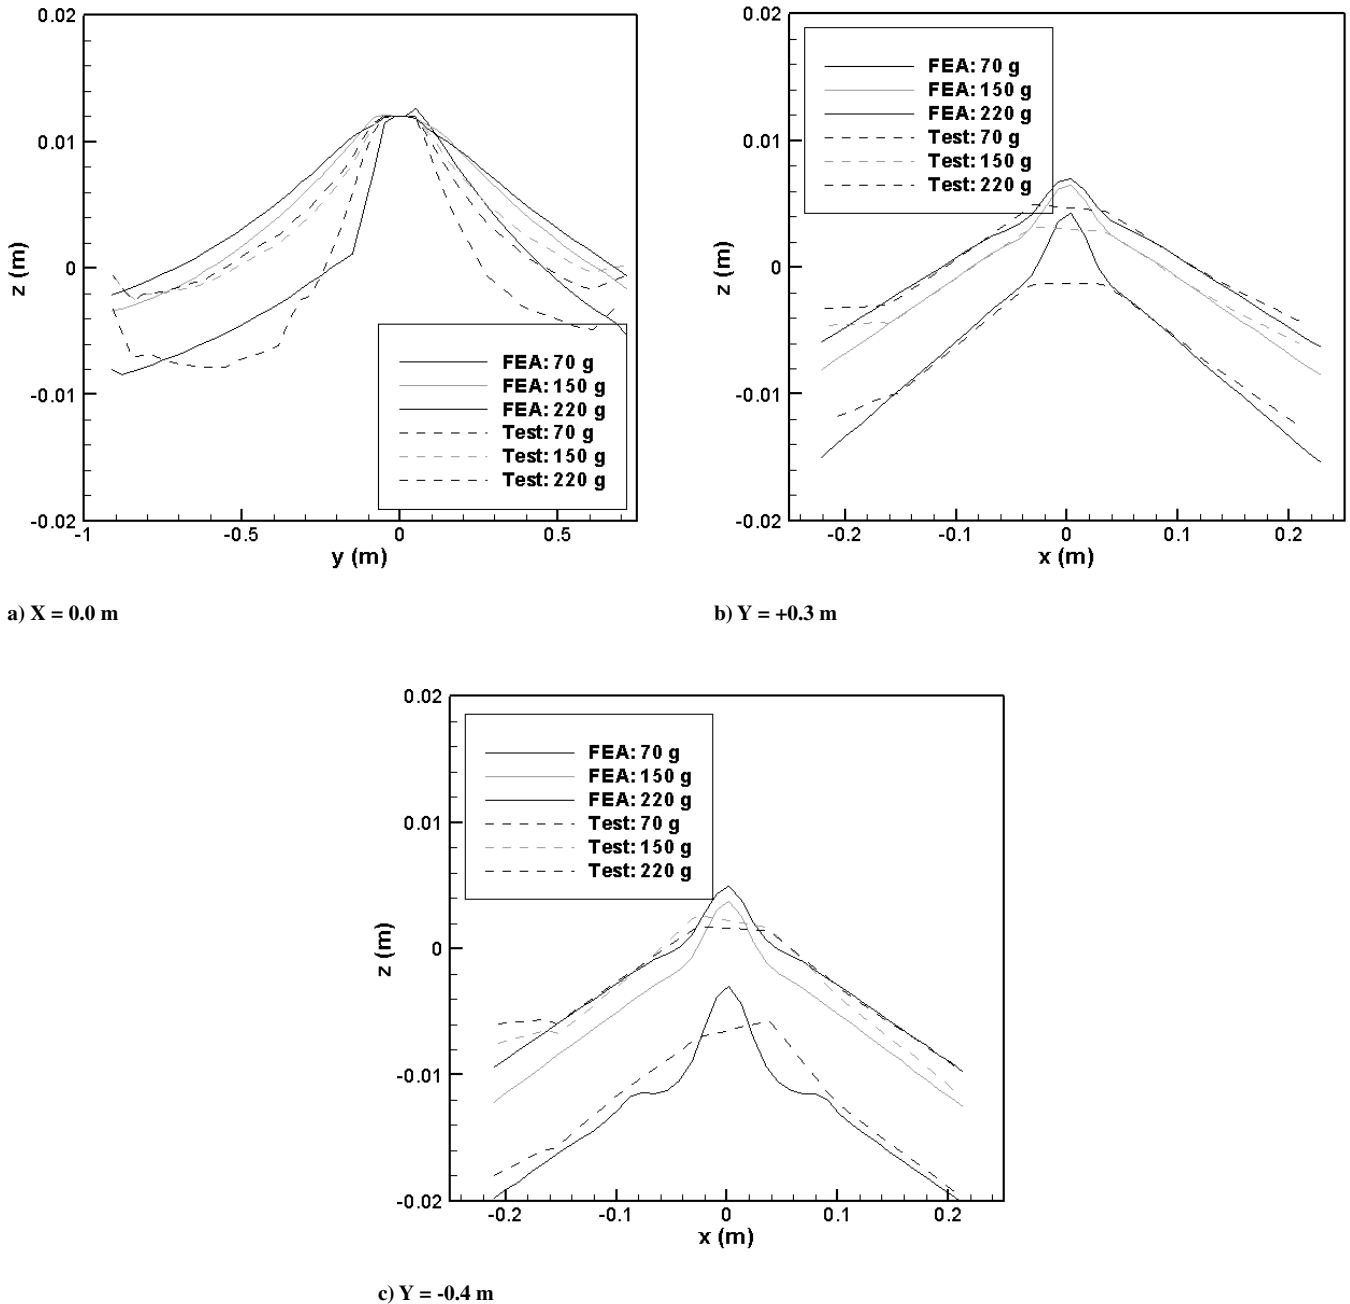 0.02
0.01
0
-0.01
-0.02
z (m)
-1
-0.5
0
0.5
y (m)
FEA: 70 g
FEA: 150 g
FEA: 220 g
Test: 70 g
Test: 150 g
Test: 220 g
a) X = 0.0 m
0.02
0.01
0
-0.01
-0.02
z (m)
-0.2
-0.1
0
0.1
0.2
x (m)
FEA: 70 g
FEA: 150 g
FEA: 220 g
Test: 70 g
Test: 150 g
Test: 220 g
b) Y = +0.3 m
0.02
0.01
0
-0.01
-0.02
z (m)
-0.2
-0.1
0
0.1
0.2
x (m)
FEA: 70 g
FEA: 150 g
FEA: 220 g
Test: 70 g
Test: 150 g
Test: 220 g
c) Y = -0.4 m